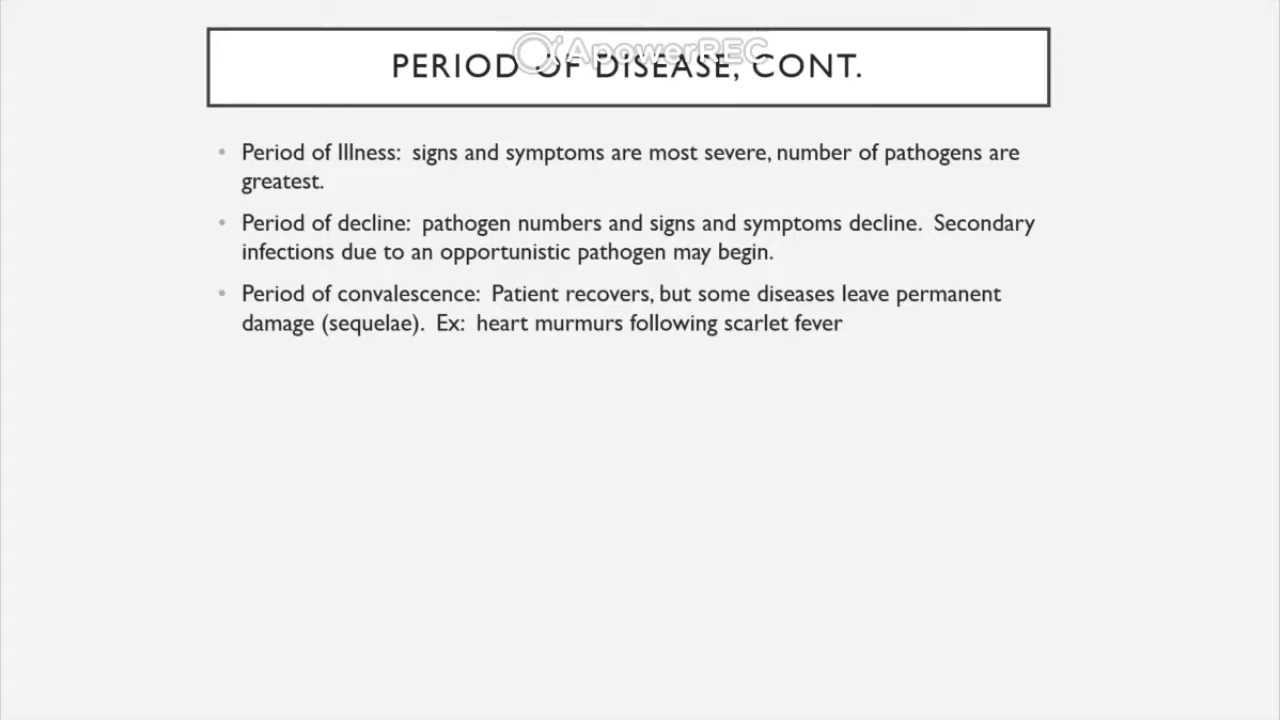 ApowerREC
PERIOD OF DISEASE, CONT.
• Period of Illness:  signs and symptoms are most severe, number of pathogens are
greatest.
• Period of decline:  pathogen numbers and signs and symptoms decline.  Secondary
infections due to an opportunistic pathogen may begin.
• Period of convalescence:  Patient recovers, but some diseases leave permanent
damage (sequelae).  Ex:  heart murmurs following scarlet fever